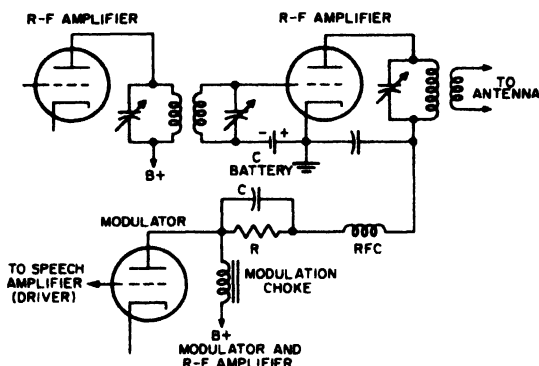 R-F AMPLIFIER
R-F AMPLIFIER
TO
ANTENNA
B+
- +
C
BATTERY
C
MODULATOR
R
RFC
TO SPEECH
AMPLIFIER
(DRIVER)
MODULATION
CHOKE
B+
MODULATOR AND
R-F AMPLIFIER